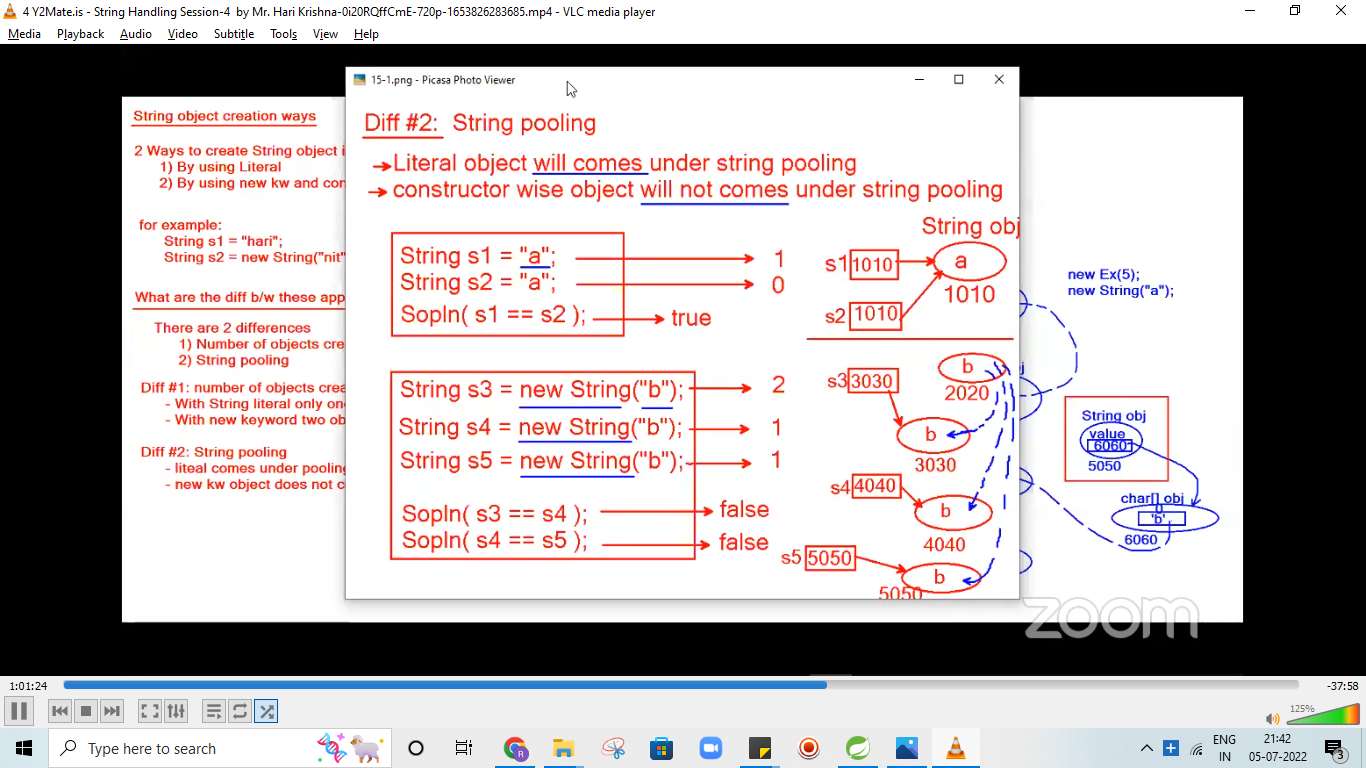 4 Y2Mate.is - String Handling Session-4 by Mr. Hari Krishna-0i20RQffCmE-720p-1653826283685.mp4 - VLC media player
Media Playback Audio Video Subtitle Tools View Help
15-1.png - Picasa Photo Viewer
String object creation ways
2 Ways to create String object i
1) By using Literal
2) By using new kw and con
for example:
String s1 = "hari";
String s2 = new String("nit"
What are the diff b/w these app
There are 2 differences
1) Number of objects cre
2) String pooling
Diff #1: number of objects crea
- With String literal only on
- With new keyword two ob
Diff #2: String pooling
- liteal comes under pooling
- new kw object does not c
Diff #2: String pooling
→Literal object will comes under string pooling
→ constructor wise object will not comes under string pooling
String s1 = "a"; 1
String s2 = "a"; 0
Sopln( s1 == s2 ); true
String obj
s1 1010 a
1010
s2 1010
String s3 = new String("b"); 2
String s4 = new String("b"); 1
String s5 = new String("b"); 1
Sopln( s3 == s4 ); false
Sopln( s4 == s5 ); false
b
s3 3030 2020
b
3030
s4 4040
b
4040
s5 5050
b
5050
new Ex(5);
new String("a");
j
String obj
value
6060
5050
char[] obj
0
'b'
6060
zoom
1:01:24 -37:58
125%
Type here to search
ENG
IN
21:42
05-07-2022
3
R